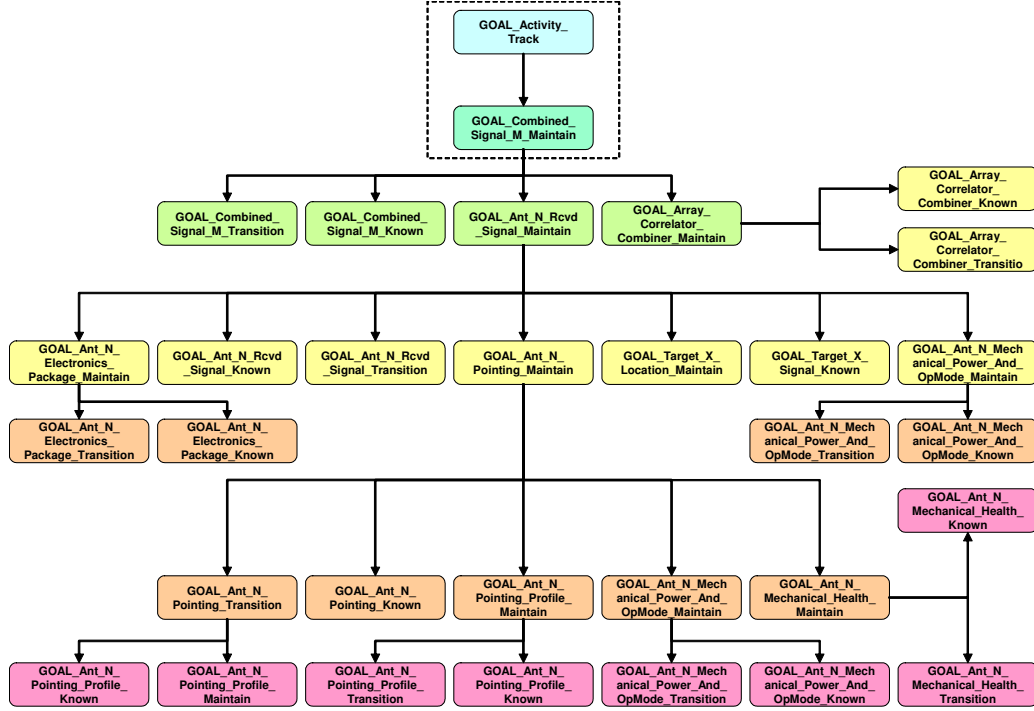 GOAL_Activity_
Track
GOAL_Combined_
Signal_M_Maintain
GOAL_Array_
Correlator_
Combiner_Known
GOAL_Combined_
Signal_M_Transition
GOAL_Combined_
Signal_M_Known
GOAL_Ant_N_Rcvd
_Signal_Maintain
GOAL_Array_
Correlator_
Combiner_Maintain
GOAL_Array_
Correlator_
Combiner_Transitio
GOAL_Ant_N_
Electronics_
Package_Maintain
GOAL_Ant_N_Rcvd
_Signal_Known
GOAL_Ant_N_Rcvd
_Signal_Transition
GOAL_Ant_N_
Pointing_Maintain
GOAL_Target_X_
Location_Maintain
GOAL_Target_X_
Signal_Known
GOAL_Ant_N_Mech
anical_Power_And_
OpMode_Maintain
GOAL_Ant_N_
Electronics_
Package_Transition
GOAL_Ant_N_
Electronics_
Package_Known
GOAL_Ant_N_Mech
anical_Power_And_
OpMode_Transition
GOAL_Ant_N_Mech
anical_Power_And_
OpMode_Known
GOAL_Ant_N_
Mechanical_Health_
Known
GOAL_Ant_N_
Pointing_Transition
GOAL_Ant_N_
Pointing_Known
GOAL_Ant_N_
Pointing_Profile_
Maintain
GOAL_Ant_N_Mech
anical_Power_And_
OpMode_Maintain
GOAL_Ant_N_
Mechanical_Health_
Maintain
GOAL_Ant_N_
Pointing_Profile_
Known
GOAL_Ant_N_
Pointing_Profile_
Maintain
GOAL_Ant_N_
Pointing_Profile_
Transition
GOAL_Ant_N_
Pointing_Profile_
Known
GOAL_Ant_N_Mech
anical_Power_And_
OpMode_Transition
GOAL_Ant_N_Mech
anical_Power_And_
OpMode_Known
GOAL_Ant_N_
Mechanical_Health_
Transition